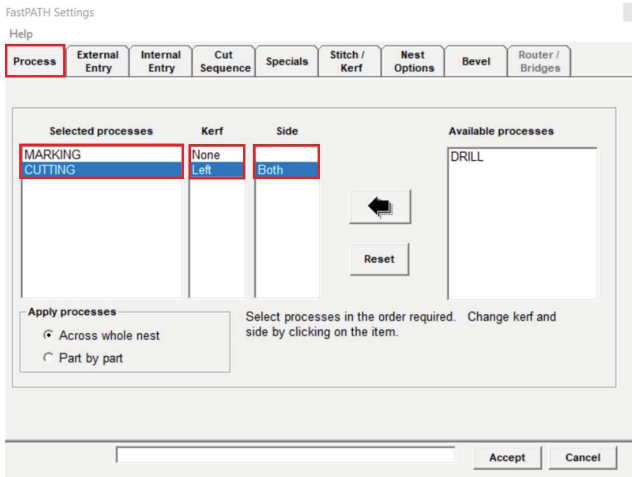 FastPATH Settings
Help
Process
External Entry
Internal Entry
Cut Sequence
Specials
Stitch / Kerf
Nest Options
Bevel
Router / Bridges
Selected processes Kerf Side Available processes
MARKING None DRILL
CUTTING Left Both
Reset
Apply processes
Across whole nest
Part by part
Select processes in the order required. Change kerf and
side by clicking on the item.
Accept Cancel